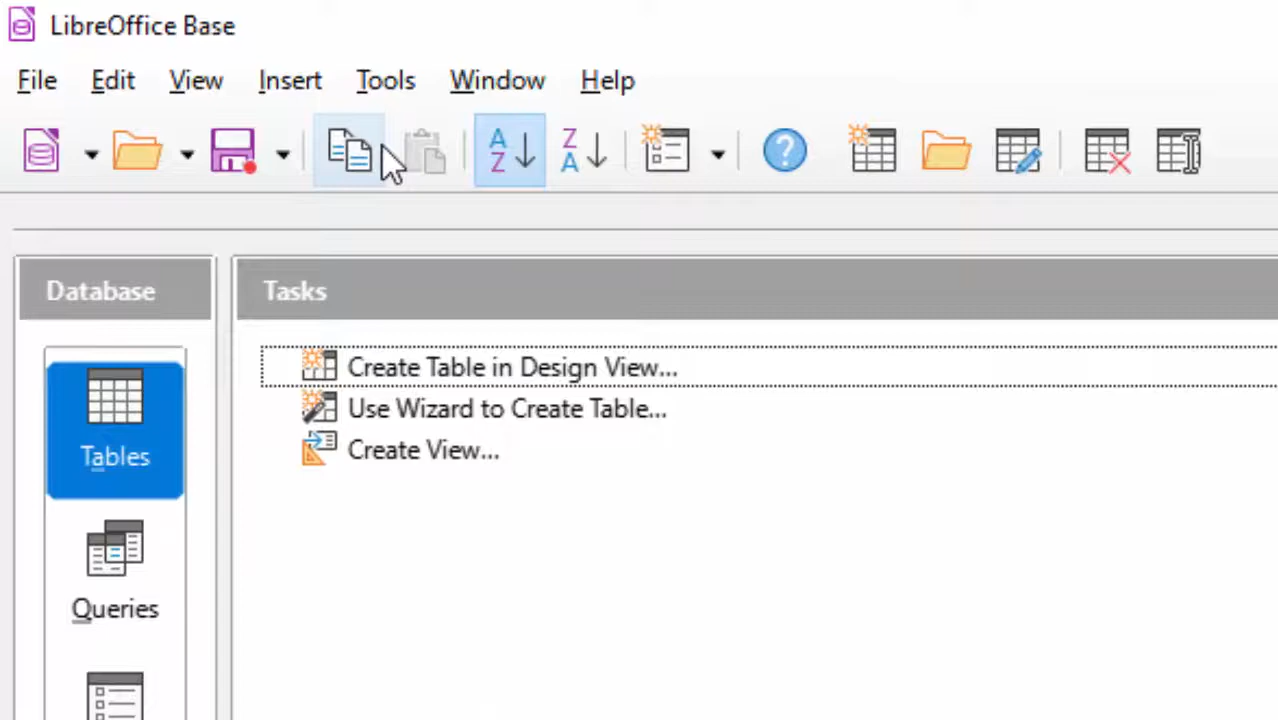 LibreOffice Base
File Edit View Insert Tools Window Help
A Z Z A ?
Database
Tasks
Create Table in Design View...
Use Wizard to Create Table...
Create View...
Tables
Queries